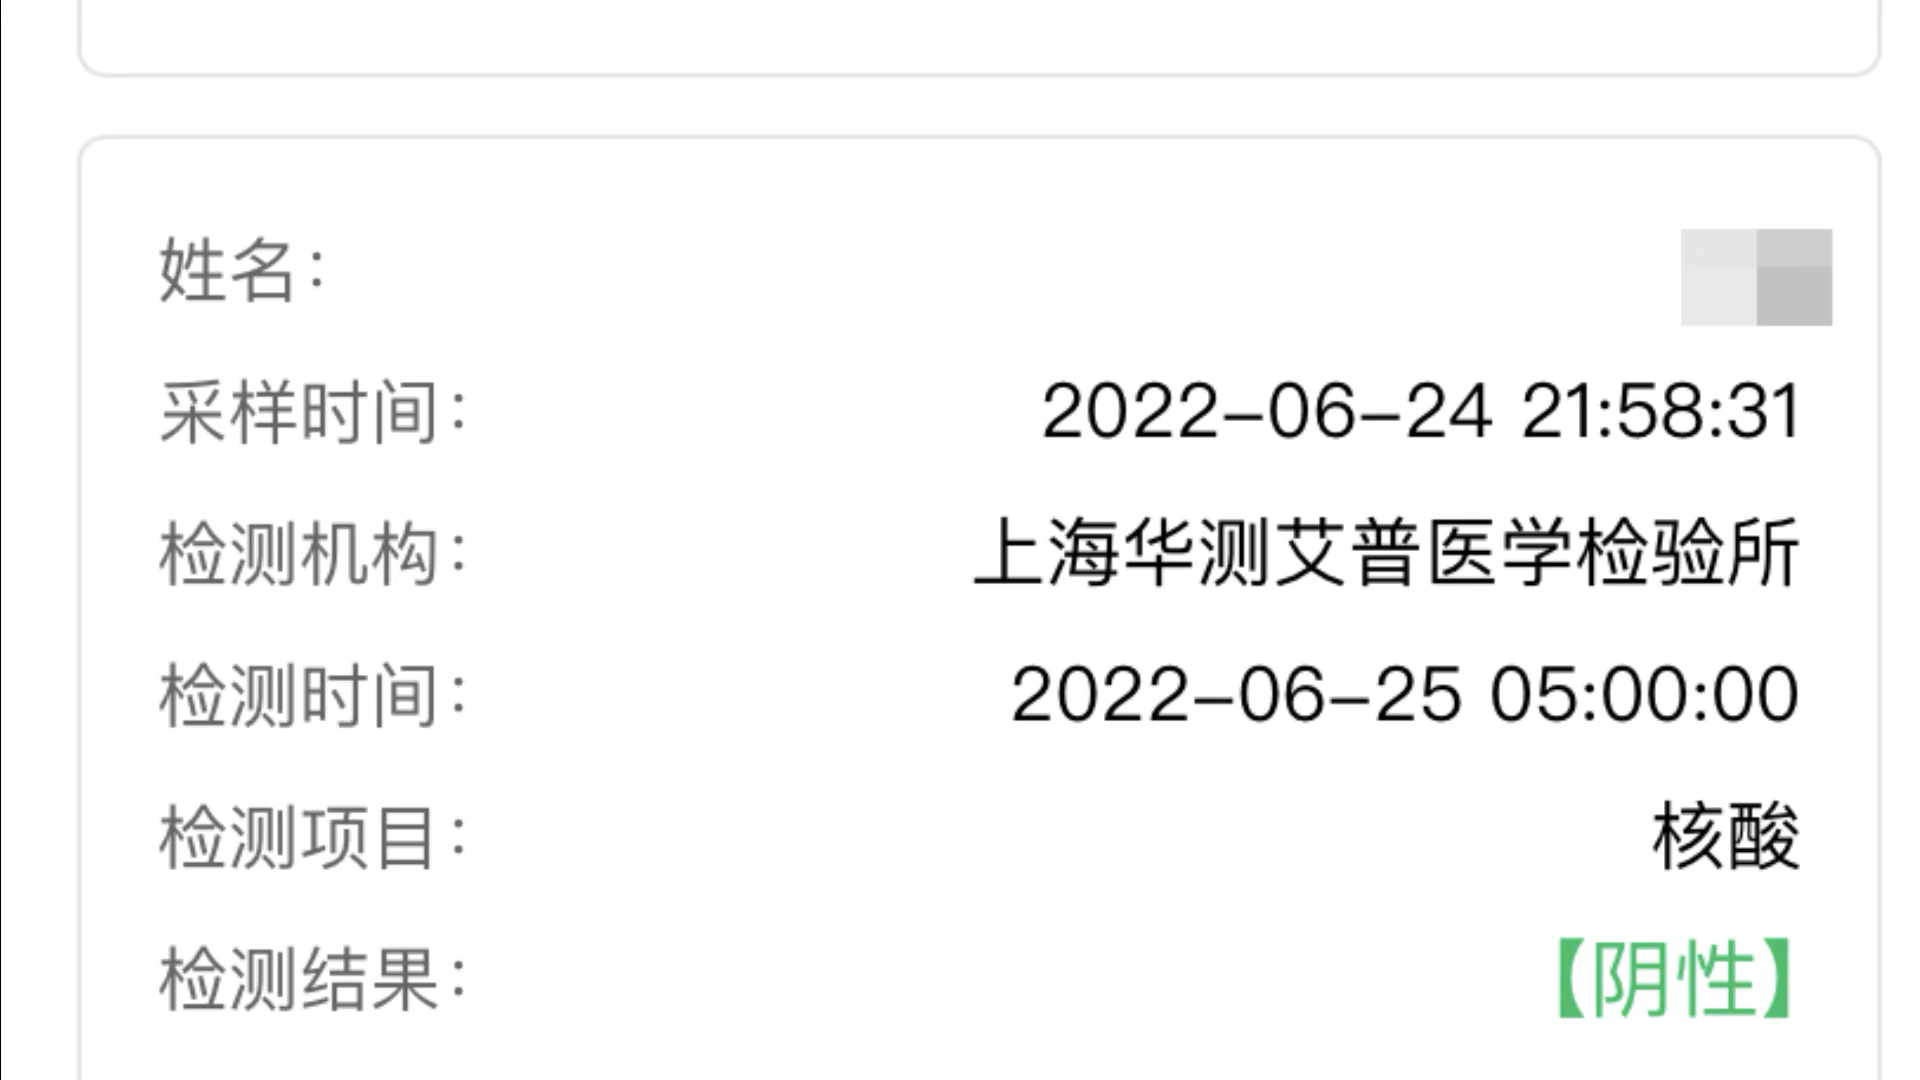 姓名：
采样时间： 2022-06-24 21:58:31
检测机构： 上海华测艾普医学检验所
检测时间： 2022-06-25 05:00:00
检测项目： 核酸
检测结果： 【阴性】